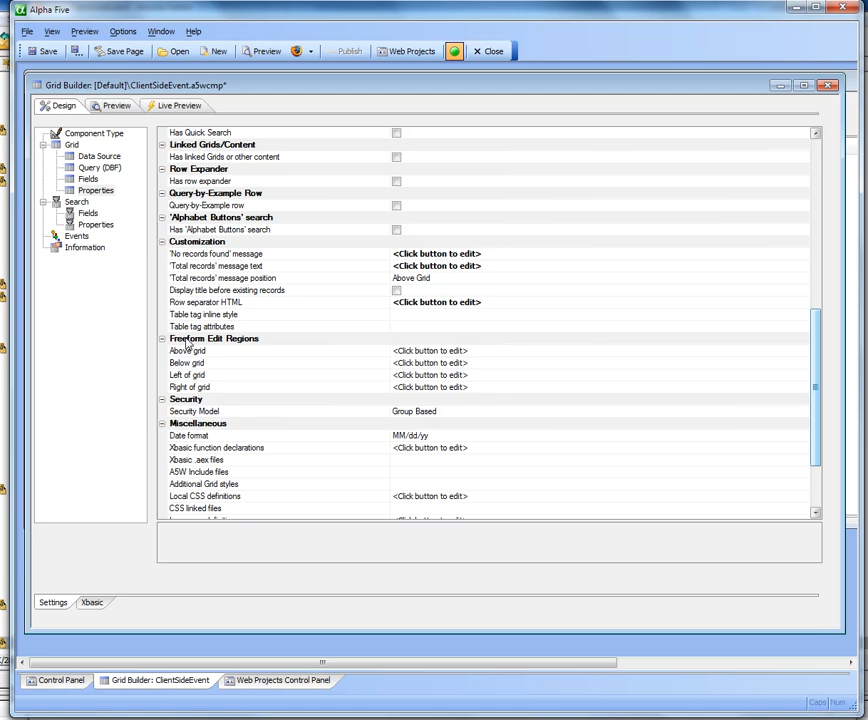 Alpha Five
File View Preview Options Window Help
Save Save Page Open New Preview Publish Web Projects Close
Grid Builder: [Default]\ClientSideEvent.a5wcmp*
Design Preview Live Preview
Component Type
Grid
Data Source
Query (DBF)
Fields
Properties
Search
Fields
Properties
Events
Information
Has Quick Search
Linked Grids/Content
Has linked Grids or other content
Row Expander
Has row expander
Query-by-Example Row
Query-by-Example row
'Alphabet Buttons' search
Has 'Alphabet Buttons' search
Customization
'No records found' message <Click button to edit>
'Total records' message text <Click button to edit>
'Total records' message position Above Grid
Display title before existing records
Row separator HTML <Click button to edit>
Table tag inline style
Table tag attributes
Freeform Edit Regions
Above grid <Click button to edit>
Below grid <Click button to edit>
Left of grid <Click button to edit>
Right of grid <Click button to edit>
Security
Security Model Group Based
Miscellaneous
Date format MM/dd/yy
Xbasic function declarations <Click button to edit>
Xbasic .aex files
A5W Include files
Additional Grid styles
Local CSS definitions <Click button to edit>
CSS linked files
Settings Xbasic
Control Panel Grid Builder: ClientSideEvent Web Projects Control Panel
Caps Num